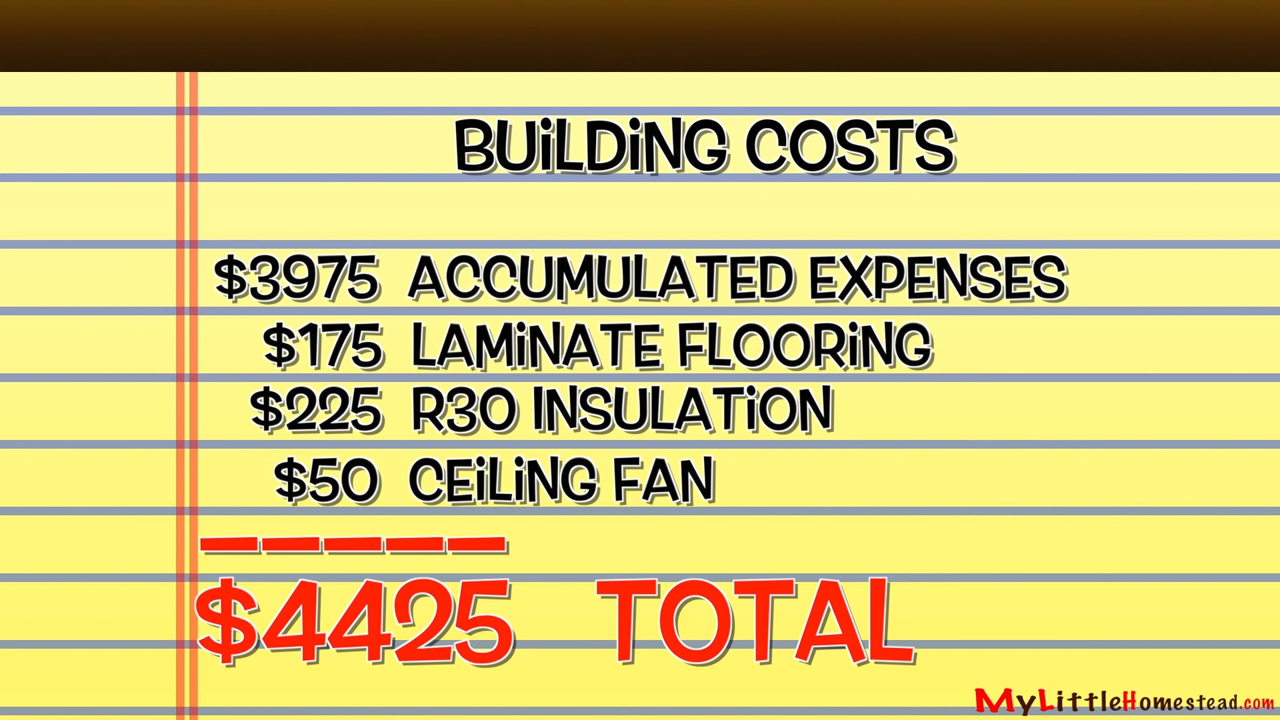 BUiLDiNG COSTS
$3975 ACCUMULATED EXPENSES
$175 LAMiNATE FLOORiNG
$225 R30 INSULATiON
$50 CEiLiNG FAN
$4425 TOTAL
MyLittleHomestead.com